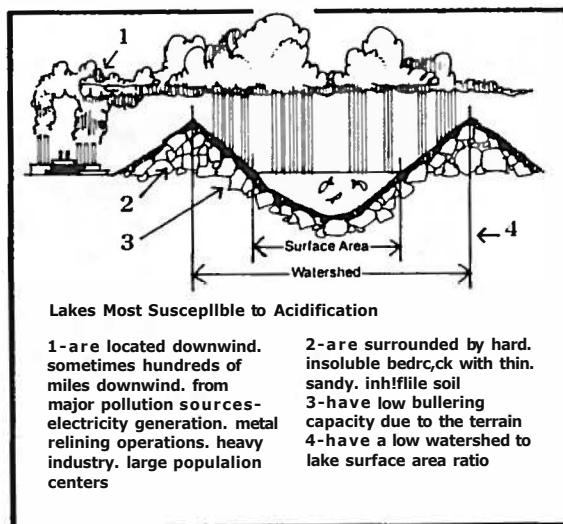 1
2
3
4
Surface Area
Watershed
Lakes Most Suscepllble to Acidification
1-are located downwind.
sometimes hundreds of
miles downwind. from
major pollution sources-
electricity generation. metal
relining operations. heavy
industry. large populalion
centers
2-are surrounded by hard.
insoluble bedrc,ck with thin.
sandy. inh!flile soil
3-have low bullering
capacity due to the terrain
4-have a low watershed to
lake surface area ratio